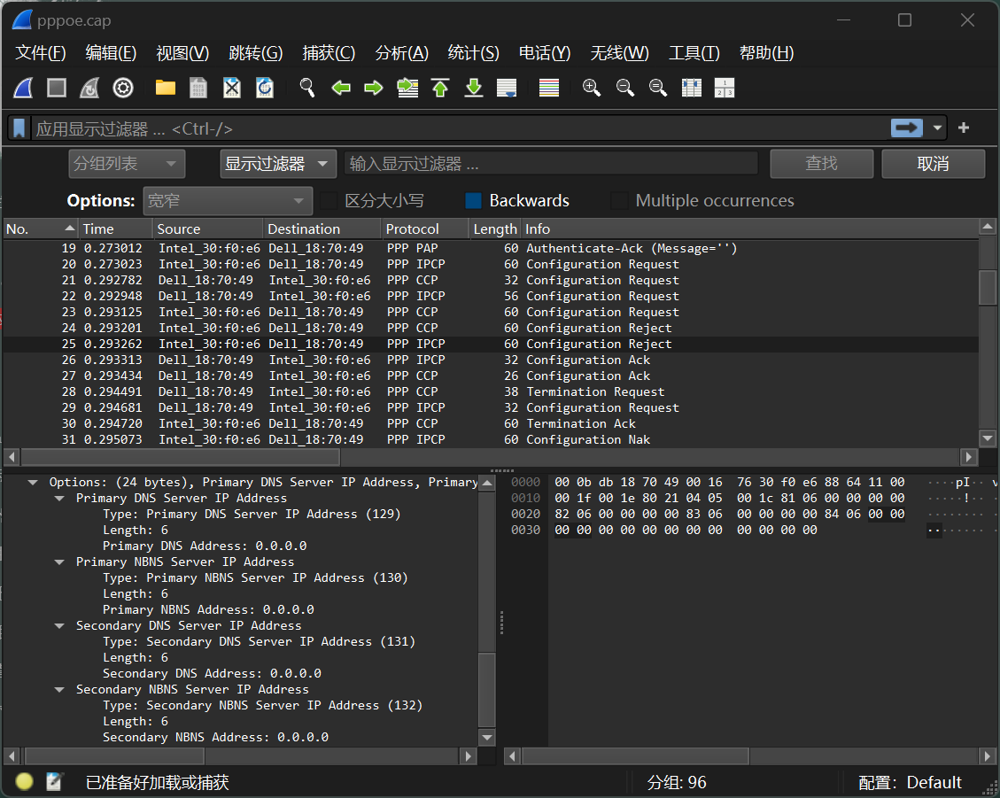 pppoe.cap
文件(F) 编辑(E) 视图(V) 跳转(G) 捕获(C) 分析(A) 统计(S) 电话(Y) 无线(W) 工具(T) 帮助(H)
应用显示过滤器 … <Ctrl-/>
分组列表 显示过滤器 输入显示过滤器 … 查找 取消
Options: 宽窄 区分大小写 Backwards Multiple occurrences
No. Time Source Destination Protocol Length Info
19 0.273012 Intel_30:f0:e6 Dell_18:70:49 PPP PAP 60 Authenticate-Ack (Message='')
20 0.273023 Intel_30:f0:e6 Dell_18:70:49 PPP IPCP 60 Configuration Request
21 0.292782 Dell_18:70:49 Intel_30:f0:e6 PPP CCP 32 Configuration Request
22 0.292948 Dell_18:70:49 Intel_30:f0:e6 PPP IPCP 56 Configuration Request
23 0.293125 Intel_30:f0:e6 Dell_18:70:49 PPP CCP 60 Configuration Request
24 0.293201 Intel_30:f0:e6 Dell_18:70:49 PPP CCP 60 Configuration Reject
25 0.293262 Intel_30:f0:e6 Dell_18:70:49 PPP IPCP 60 Configuration Reject
26 0.293313 Dell_18:70:49 Intel_30:f0:e6 PPP IPCP 32 Configuration Ack
27 0.293434 Dell_18:70:49 Intel_30:f0:e6 PPP CCP 26 Configuration Ack
28 0.294491 Dell_18:70:49 Intel_30:f0:e6 PPP CCP 38 Termination Request
29 0.294681 Dell_18:70:49 Intel_30:f0:e6 PPP IPCP 32 Configuration Request
30 0.294720 Intel_30:f0:e6 Dell_18:70:49 PPP CCP 60 Termination Ack
31 0.295073 Intel_30:f0:e6 Dell_18:70:49 PPP IPCP 60 Configuration Nak
Options: (24 bytes), Primary DNS Server IP Address, Primary
Primary DNS Server IP Address
Type: Primary DNS Server IP Address (129)
Length: 6
Primary DNS Address: 0.0.0.0
Primary NBNS Server IP Address
Type: Primary NBNS Server IP Address (130)
Length: 6
Primary NBNS Address: 0.0.0.0
Secondary DNS Server IP Address
Type: Secondary DNS Server IP Address (131)
Length: 6
Secondary DNS Address: 0.0.0.0
Secondary NBNS Server IP Address
Type: Secondary NBNS Server IP Address (132)
Length: 6
Secondary NBNS Address: 0.0.0.0
0000 00 0b db 18 70 49 00 16 76 30 f0 e6 88 64 11 00 ····pI·· v
0010 00 1f 00 1e 80 21 04 05 00 1c 81 06 00 00 00 00 ·····!·· ·
0020 82 06 00 00 00 00 83 06 00 00 00 00 84 06 00 00 ········ ·
0030 00 00 00 00 00 00 00 00 00 00 00 00 ········ ·
已准备好加载或捕获 分组: 96 配置: Default